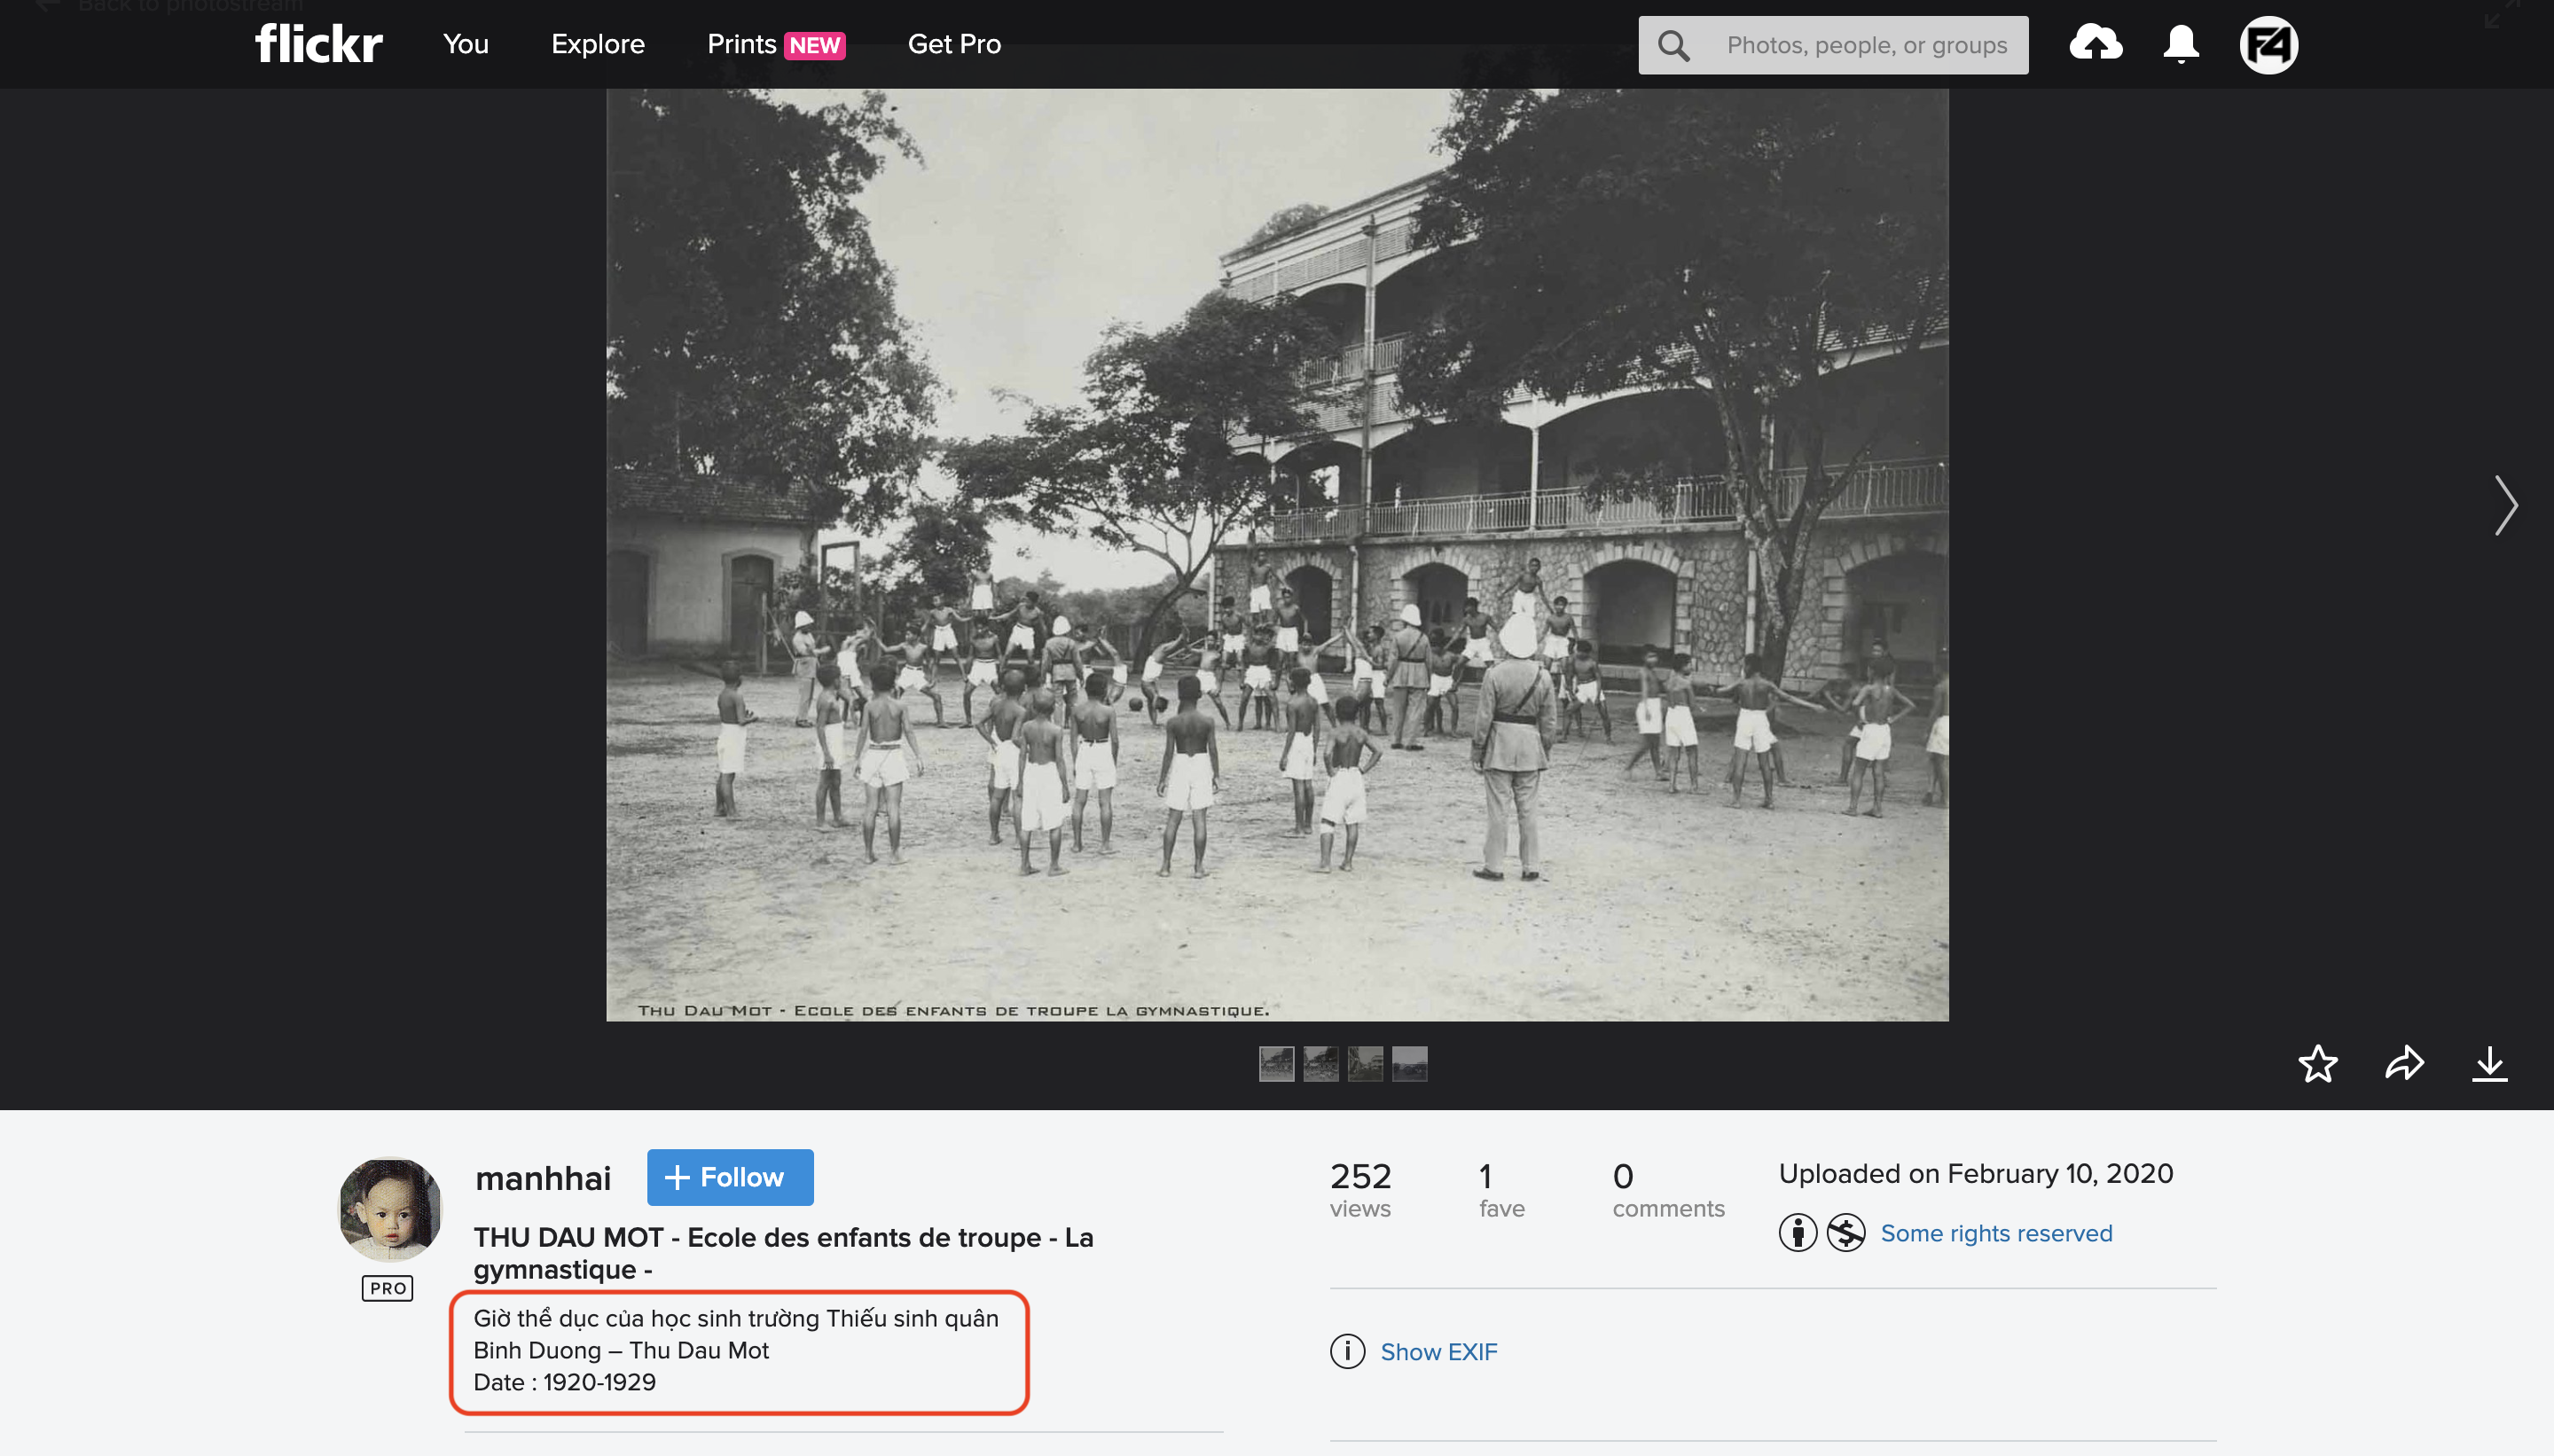 Back to photostream
flickr
You
Explore
Prints NEW
Get Pro
Photos, people, or groups
F4
THU DAU MOT - ECOLE DES ENFANTS DE TROUPE LA GYMNASTIQUE.
manhhai
+ Follow
PRO
THU DAU MOT - Ecole des enfants de troupe - La
gymnastique -
Giờ thể dục của học sinh trường Thiếu sinh quân
Binh Duong – Thu Dau Mot
Date : 1920-1929
252
views
1
fave
0
comments
Uploaded on February 10, 2020
Some rights reserved
Show EXIF